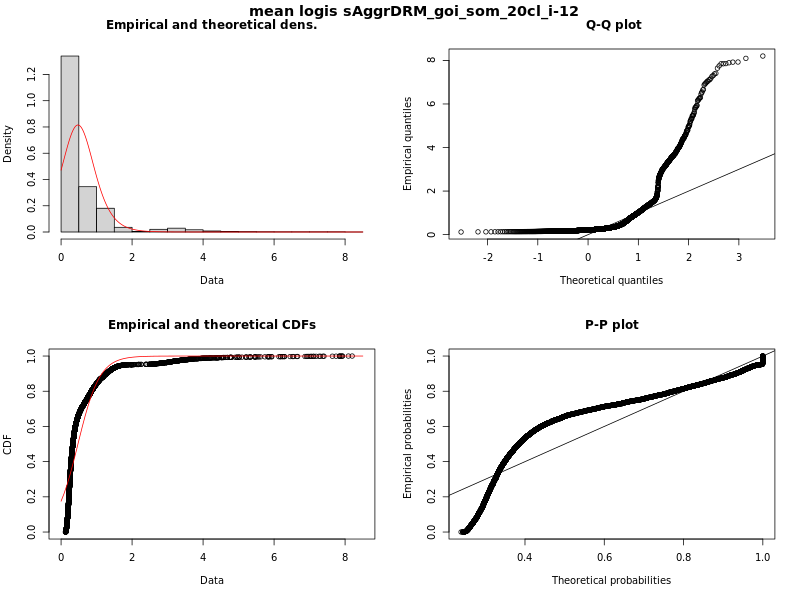 mean logis sAggrDRM_goi_som_20cl_i-12
Empirical and theoretical dens.
Density
0.0 0.2 0.4 0.6 0.8 1.0 1.2
0 2 4 6 8
Data
Q-Q plot
Empirical quantiles
0 2 4 6 8
-2 -1 0 1 2 3
Theoretical quantiles
Empirical and theoretical CDFs
CDF
0.0 0.2 0.4 0.6 0.8 1.0
0 2 4 6 8
Data
P-P plot
Empirical probabilities
0.0 0.2 0.4 0.6 0.8 1.0
0.4 0.6 0.8 1.0
Theoretical probabilities